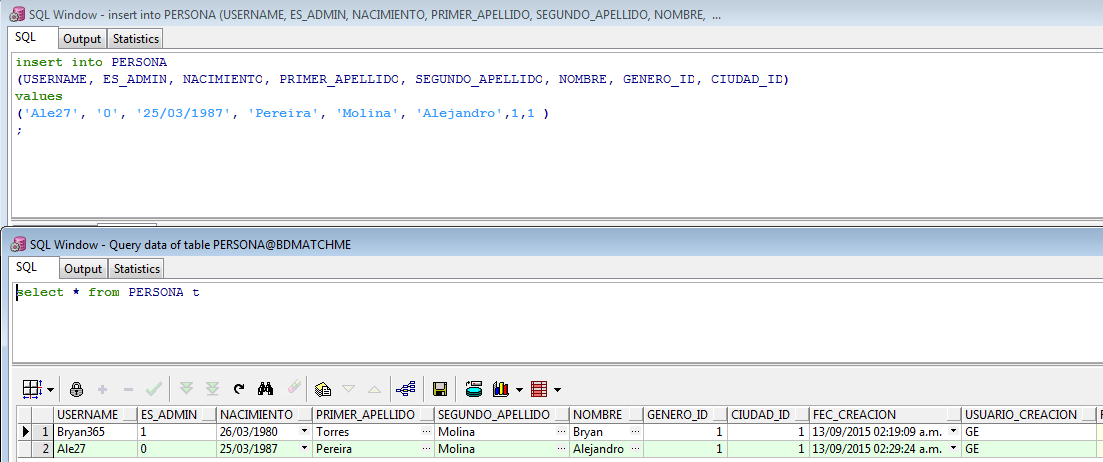 SQL Window - insert into PERSONA (USERNAME, ES_ADMIN, NACIMIENTO, PRIMER_APELLIDO, SEGUNDO_APELLIDO, NOMBRE, ...
SQL Output Statistics
insert into PERSONA
(USERNAME, ES_ADMIN, NACIMIENTO, PRIMER_APELLIDO, SEGUNDO_APELLIDO, NOMBRE, GENERO_ID, CIUDAD_ID)
values
('Ale27', '0', '25/03/1987', 'Pereira', 'Molina', 'Alejandro',1,1 )
;
SQL Window - Query data of table PERSONA@BDMATCHME
SQL Output Statistics
select * from PERSONA t
USERNAME ES_ADMIN NACIMIENTO PRIMER_APELLIDO SEGUNDO_APELLIDO NOMBRE GENERO_ID CIUDAD_ID FEC_CREACION USUARIO_CREACION
1 Bryan365 1 26/03/1980 Torres ... Molina ... Bryan ... 1 1 13/09/2015 02:19:09 a.m. GE
2 Ale27 0 25/03/1987 Pereira ... Molina ... Alejandro ... 1 1 13/09/2015 02:29:24 a.m. GE